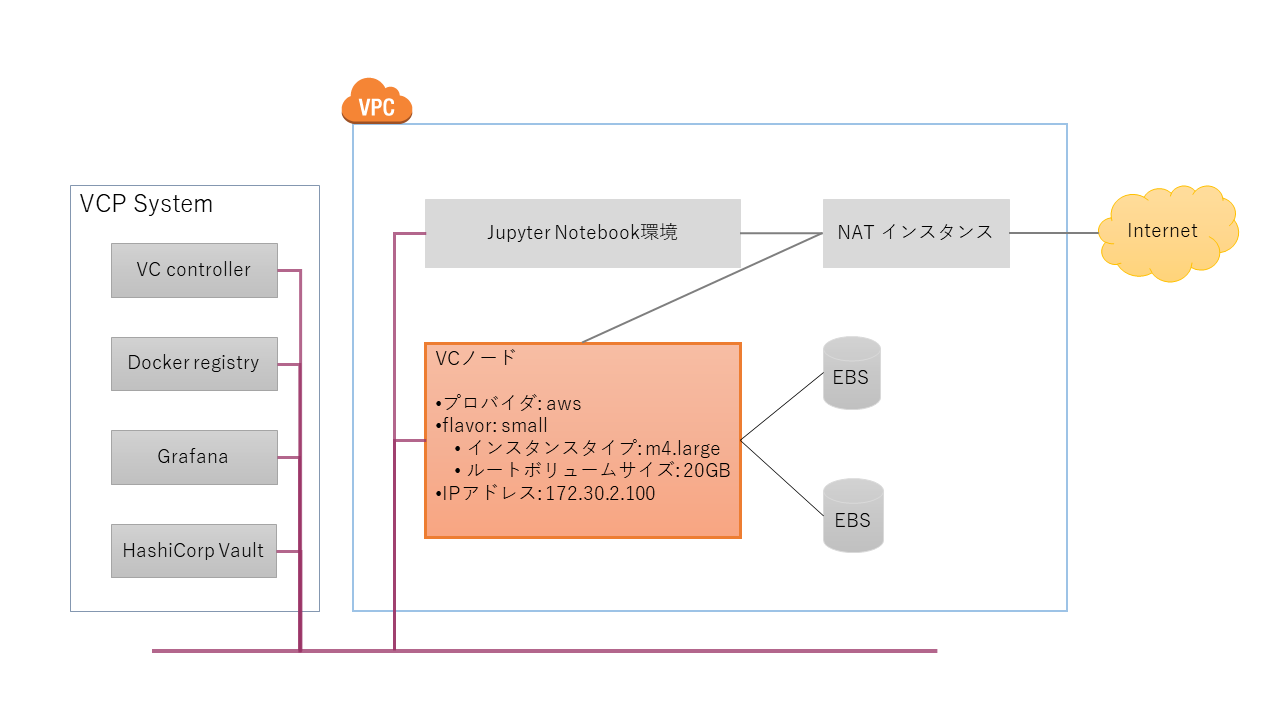 VPC
VCP System
VC controller
Docker registry
Grafana
HashiCorp Vault
Jupyter Notebook環境
NAT インスタンス
Internet
VCノード
•プロバイダ: aws
•flavor: small
• インスタンスタイプ: m4.large
• ルートボリュームサイズ: 20GB
•IPアドレス: 172.30.2.100
EBS
EBS